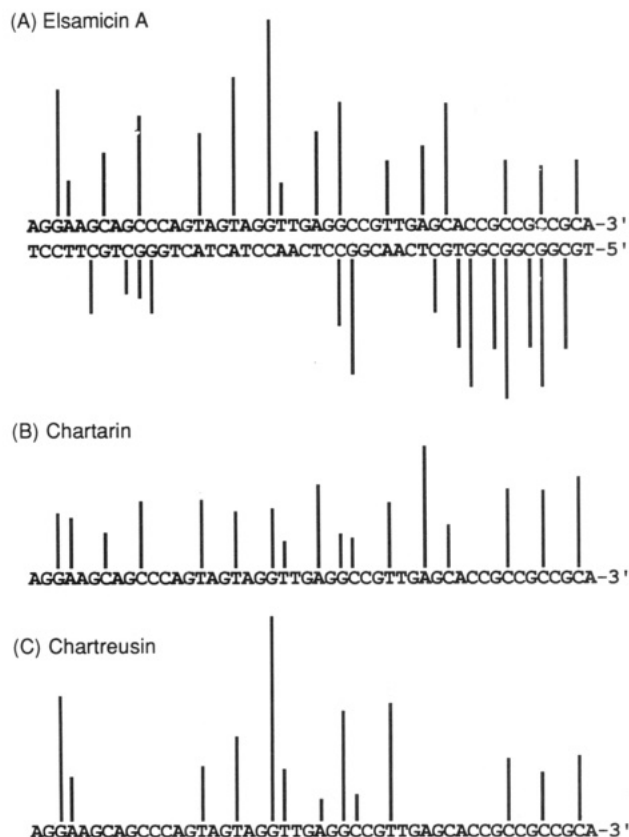 (A) Elsamicin A
AGGAAGCAGCCCAGTAGTAGGTTGAGGCCGTTGAGCACCGCCGCCGCA-3'
TCCTTCGTCGGGTCATCATCCAACTCCGGCAACTCGTGGCGGCGGCGT-5'
(B) Chartarin
AGGAAGCAGCCCAGTAGTAGGTTGAGGCCGTTGAGCACCGCCGCCGCA-3'
(C) Chartreusin
AGGAAGCAGCCCAGTAGTAGGTTGAGGCCGTTGAGCACCGCCGCCGCA-3'